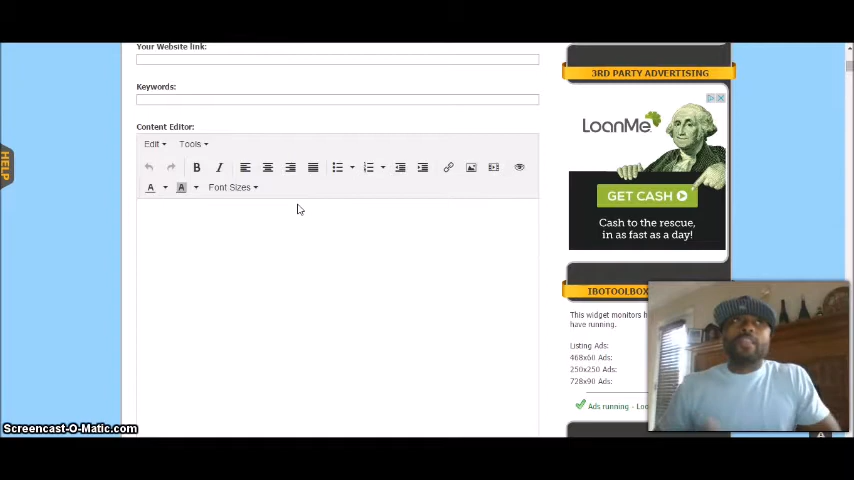 Your Website link:
3RD PARTY ADVERTISING
Keywords:
LoanMe
Content Editor:
Edit
Tools
HELP
GET CASH
Cash to the rescue,
in as fast as a day!
B
I
A
A
Font Sizes
IBOTOOLBOX
This widget monitors
have running.
Listing Ads:
468x60 Ads:
250x250 Ads:
728x90 Ads:
Ads running -
Screencast-O-Matic.com